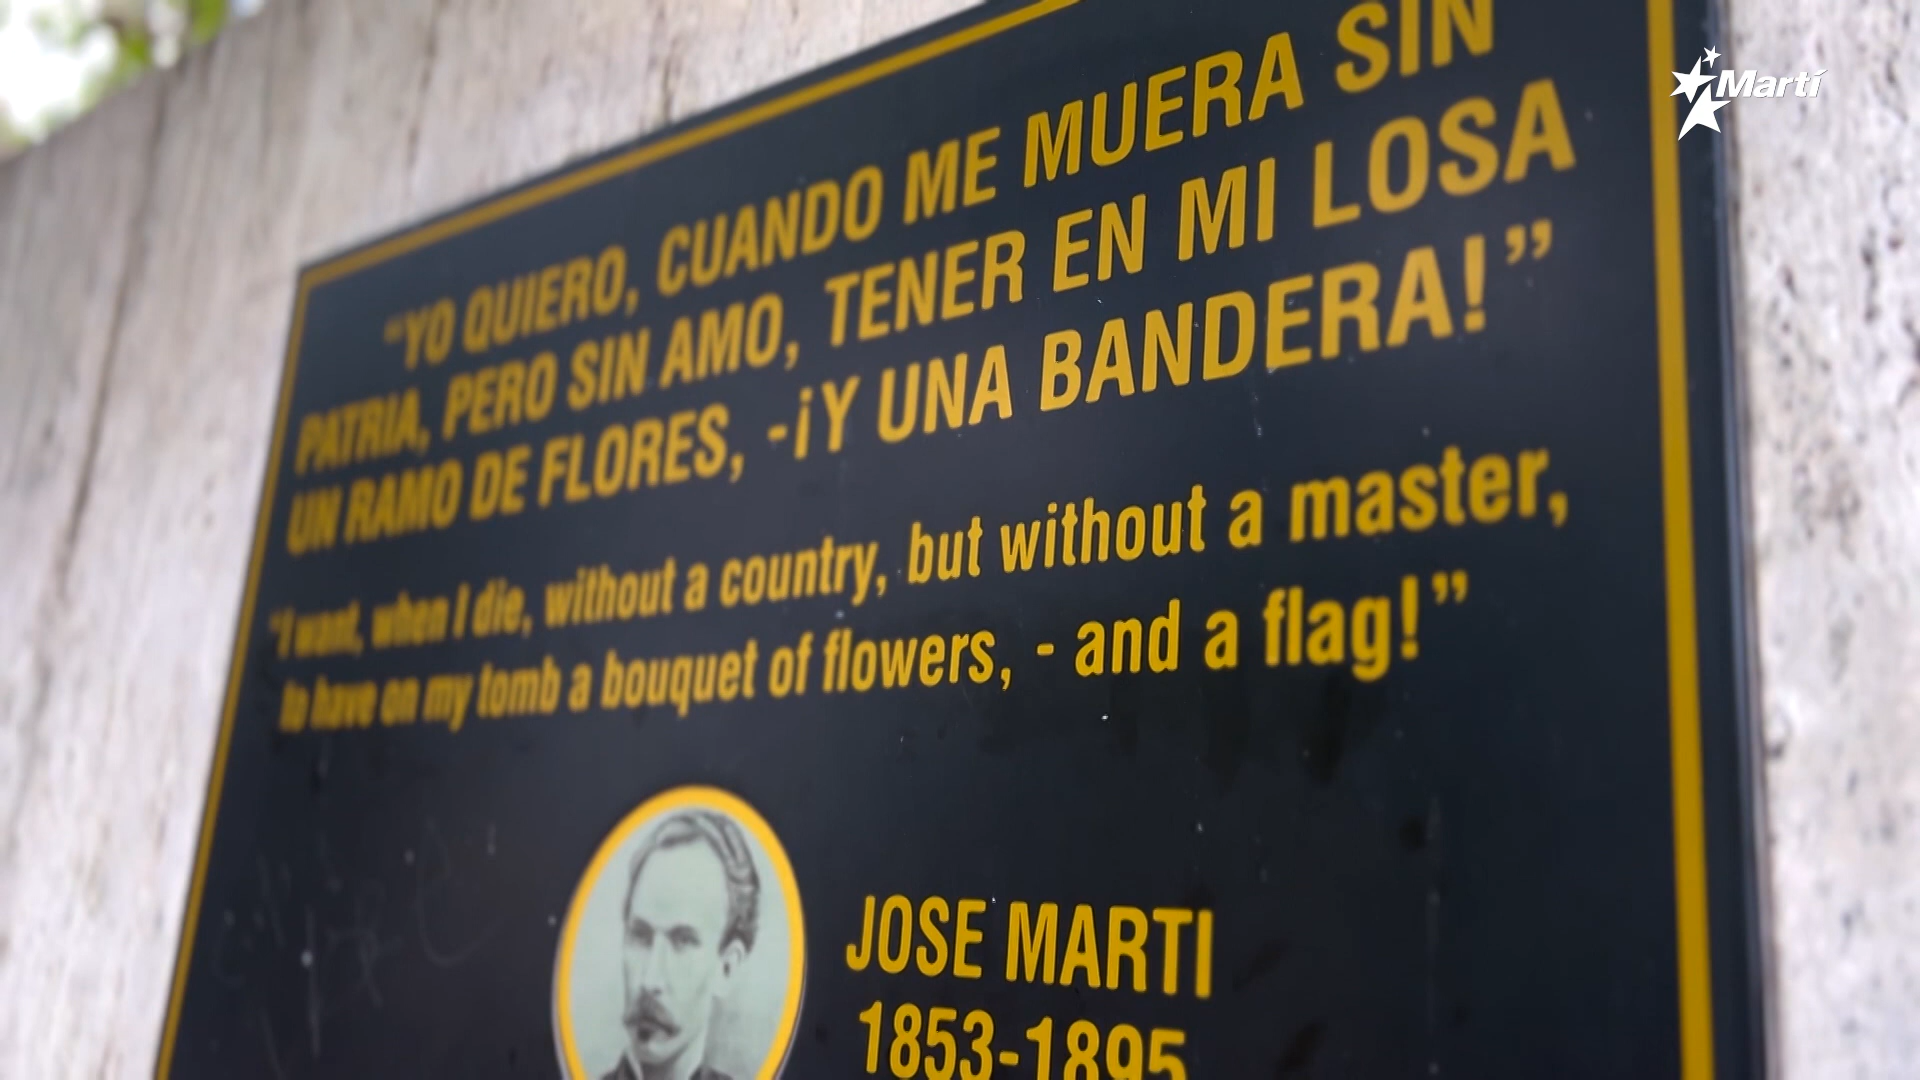 Martí
“YO QUIERO, CUANDO ME MUERA SIN
PATRIA, PERO SIN AMO, TENER EN MI LOSA
UN RAMO DE FLORES, -¡Y UNA BANDERA!”
“I want, when I die, without a country, but without a master,
to have on my tomb a bouquet of flowers, - and a flag!”
JOSE MARTI
1853-1895